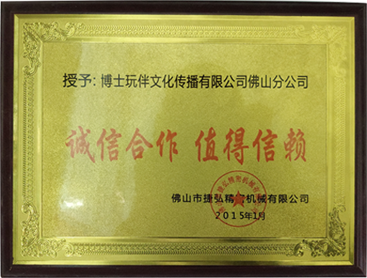 授予:博士玩伴文化传播有限公司佛山分公司
诚信合作 值得信赖
佛山市捷弘精密机械有限公司
2015年1月